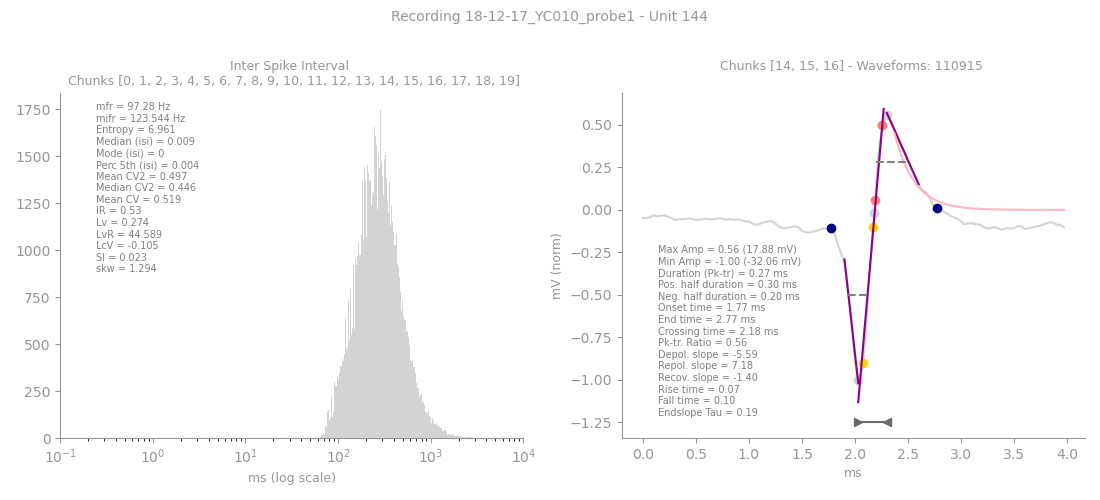 Recording 18-12-17_YC010_probe1 - Unit 144
Inter Spike Interval
Chunks [0, 1, 2, 3, 4, 5, 6, 7, 8, 9, 10, 11, 12, 13, 14, 15, 16, 17, 18, 19]
mfr = 97.28 Hz
mifr = 123.544 Hz
Entropy = 6.961
Median (isi) = 0.009
Mode (isi) = 0
Perc 5th (isi) = 0.004
Mean CV2 = 0.497
Median CV2 = 0.446
Mean CV = 0.519
IR = 0.53
Lv = 0.274
LvR = 44.589
LcV = -0.105
SI = 0.023
skw = 1.294
1750
1500
1250
1000
750
500
250
0
10⁻¹ 10⁰ 10¹ 10² 10³ 10⁴
ms (log scale)
Chunks [14, 15, 16] - Waveforms: 110915
mV (norm)
0.50
0.25
0.00
−0.25
−0.50
−0.75
−1.00
−1.25
Max Amp = 0.56 (17.88 mV)
Min Amp = -1.00 (-32.06 mV)
Duration (Pk-tr) = 0.27 ms
Pos. half duration = 0.30 ms
Neg. half duration = 0.20 ms
Onset time = 1.77 ms
End time = 2.77 ms
Crossing time = 2.18 ms
Pk-tr. Ratio = 0.56
Depol. slope = -5.59
Repol. slope = 7.18
Recov. slope = -1.40
Rise time = 0.07
Fall time = 0.10
Endslope Tau = 0.19
0.0 0.5 1.0 1.5 2.0 2.5 3.0 3.5 4.0
ms